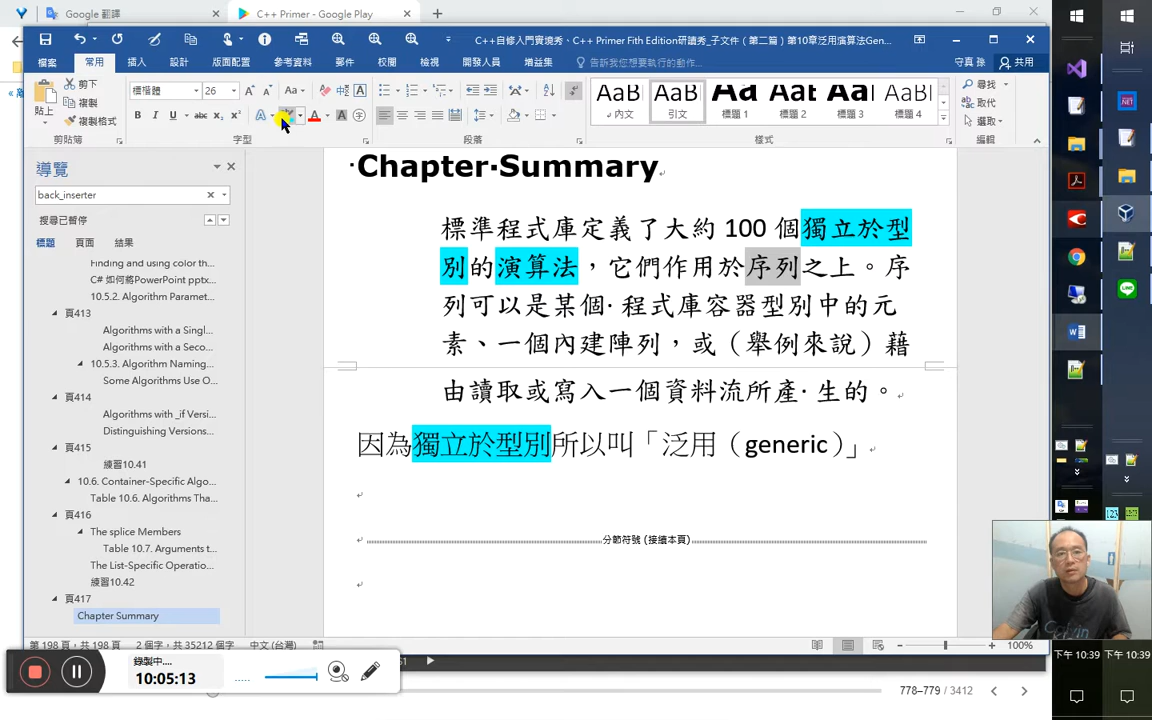 Google 翻譯
C++ Primer - Google Play
C++自修入門實境秀、C++ Primer Fith Edition研讀秀_子文件（第二篇）第10章泛用演算法Gen...
檔案
常用
插入
設計
版面配置
參考資料
郵件
校閱
檢視
開發人員
增益集
告訴我您想要執行的動作...
守真 孫
共用
貼上
剪下
複製
複製格式
剪貼簿
標楷體
26
字型
段落
AaB
內文
AaB
引文
Aa
標題 1
AaB
標題 2
AaB
標題 3
AaB
標題 4
樣式
尋找
取代
選取
編輯
導覽
back_inserter
搜尋已暫停
標題
頁面
結果
Finding and using color th...
C# 如何將PowerPoint pptx...
10.5.2. Algorithm Paramet...
頁413
Algorithms with a Singl...
Algorithms with a Seco...
10.5.3. Algorithm Naming...
Some Algorithms Use O...
頁414
Algorithms with _if Versi...
Distinguishing Versions...
頁415
練習10.41
10.6. Container-Specific Algo...
Table 10.6. Algorithms Tha...
頁416
The splice Members
Table 10.7. Arguments t...
The List-Specific Operatio...
練習10.42
頁417
Chapter Summary
Chapter·Summary
標準程式庫定義了大約 100 個獨立於型
別的演算法，它們作用於序列之上。序
列可以是某個·程式庫容器型別中的元
素、一個內建陣列，或（舉例來說）藉
由讀取或寫入一個資料流所產·生的。
因為獨立於型別所以叫「泛用（generic）」
分節符號 (接續本頁)
第 198 頁，共 198 頁
2 個字，共 35212 個字
中文 (台灣)
100%
錄製中....
10:05:13
778–779 / 3412
下午 10:39
下午 10:39